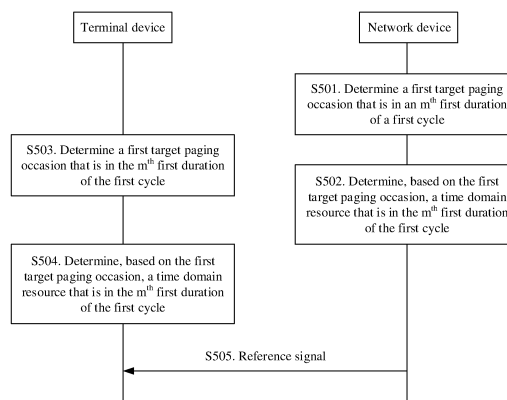 Terminal device
Network device
S501. Determine a first target paging
occasion that is in an mth first duration
of a first cycle
S503. Determine a first target paging
occasion that is in the mth first duration
of the first cycle
S502. Determine, based on the first
target paging occasion, a time domain
resource that is in the mth first duration
of the first cycle
S504. Determine, based on the first
target paging occasion, a time domain
resource that is in the mth first duration
of the first cycle
S505. Reference signal